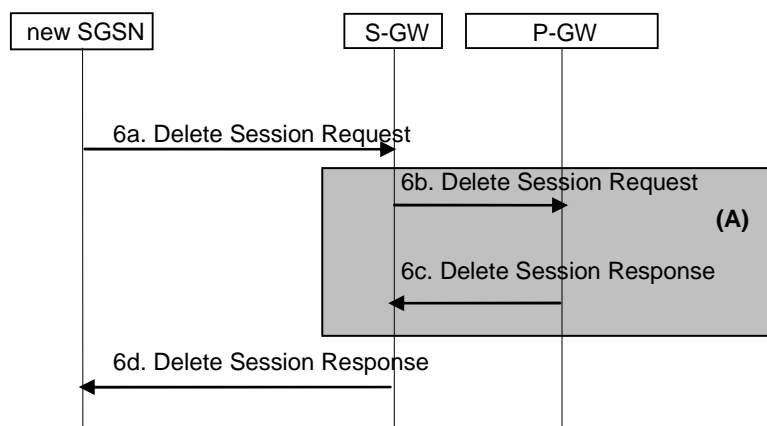 new SGSN
S-GW
P-GW
6a. Delete Session Request
6b. Delete Session Request
(A)
6c. Delete Session Response
6d. Delete Session Response